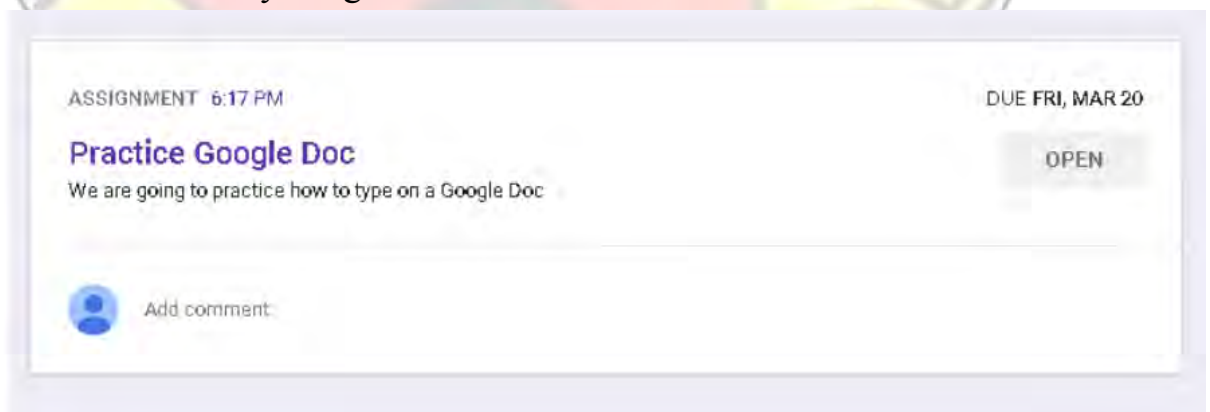 ASSIGNMENT 6:17 PM
DUE FRI, MAR 20
Practice Google Doc
OPEN
We are going to practice how to type on a Google Doc
Add comment